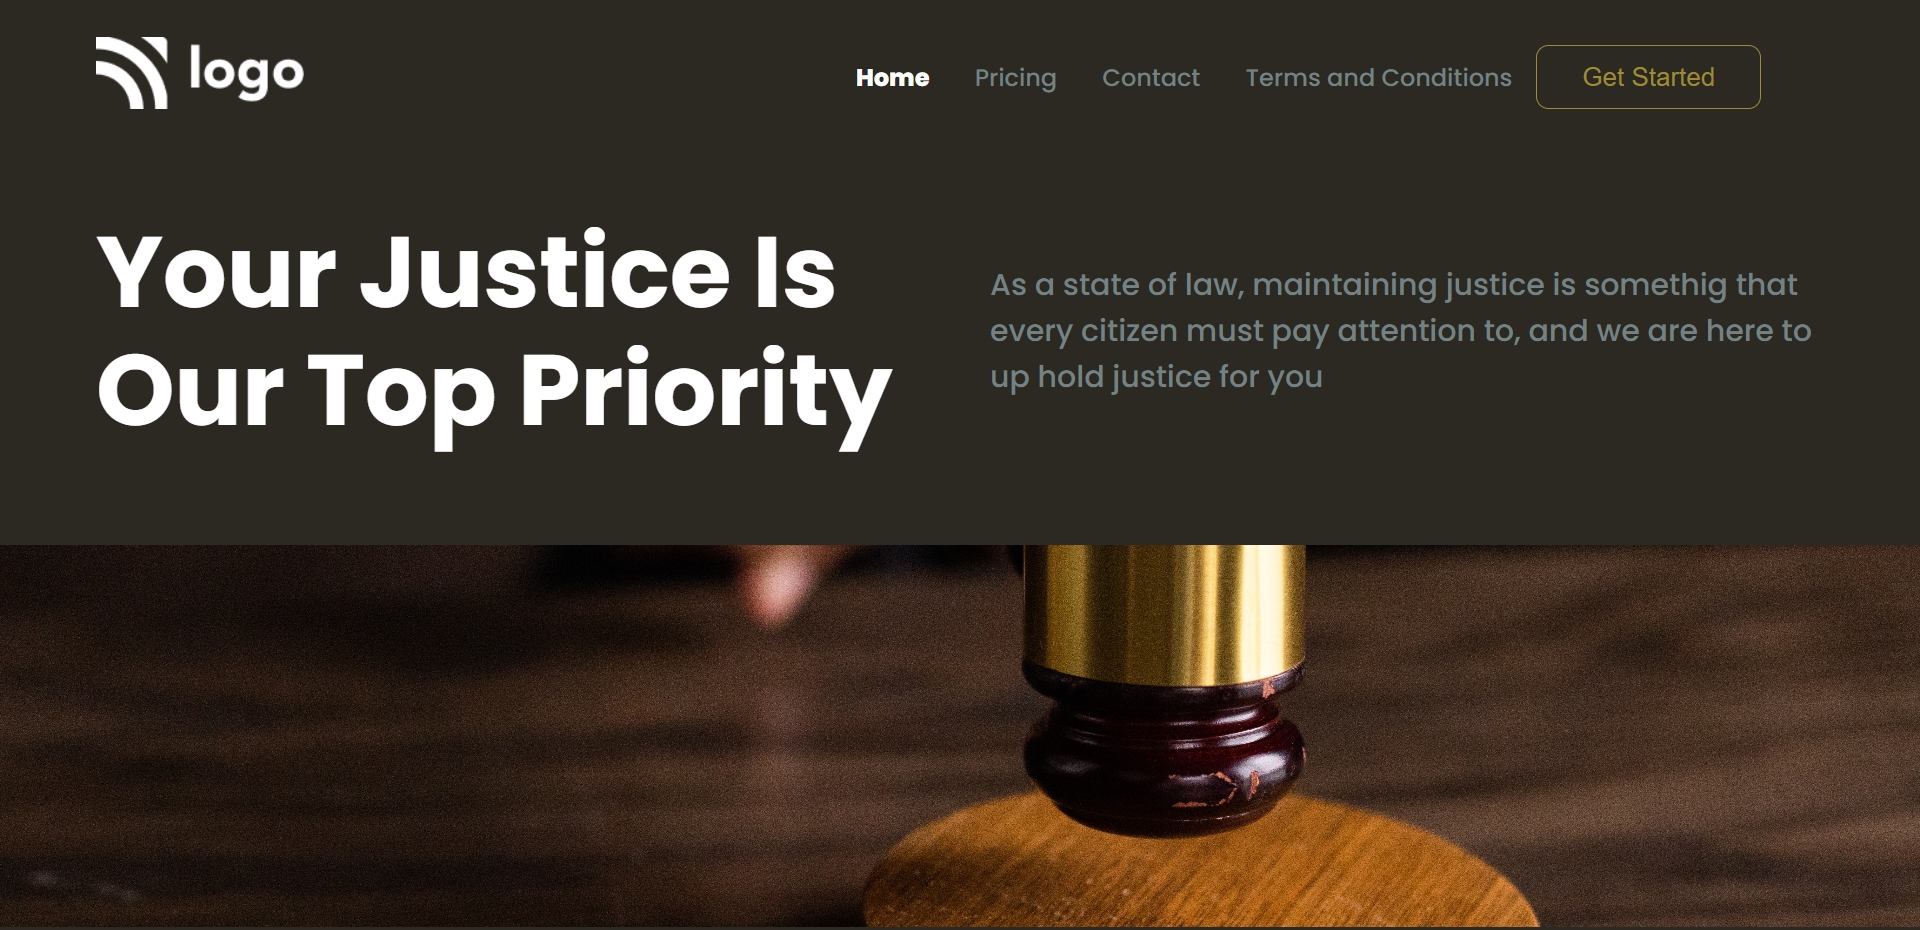 logo
Home Pricing Contact Terms and Conditions Get Started
Your Justice Is
Our Top Priority
As a state of law, maintaining justice is somethig that
every citizen must pay attention to, and we are here to
up hold justice for you